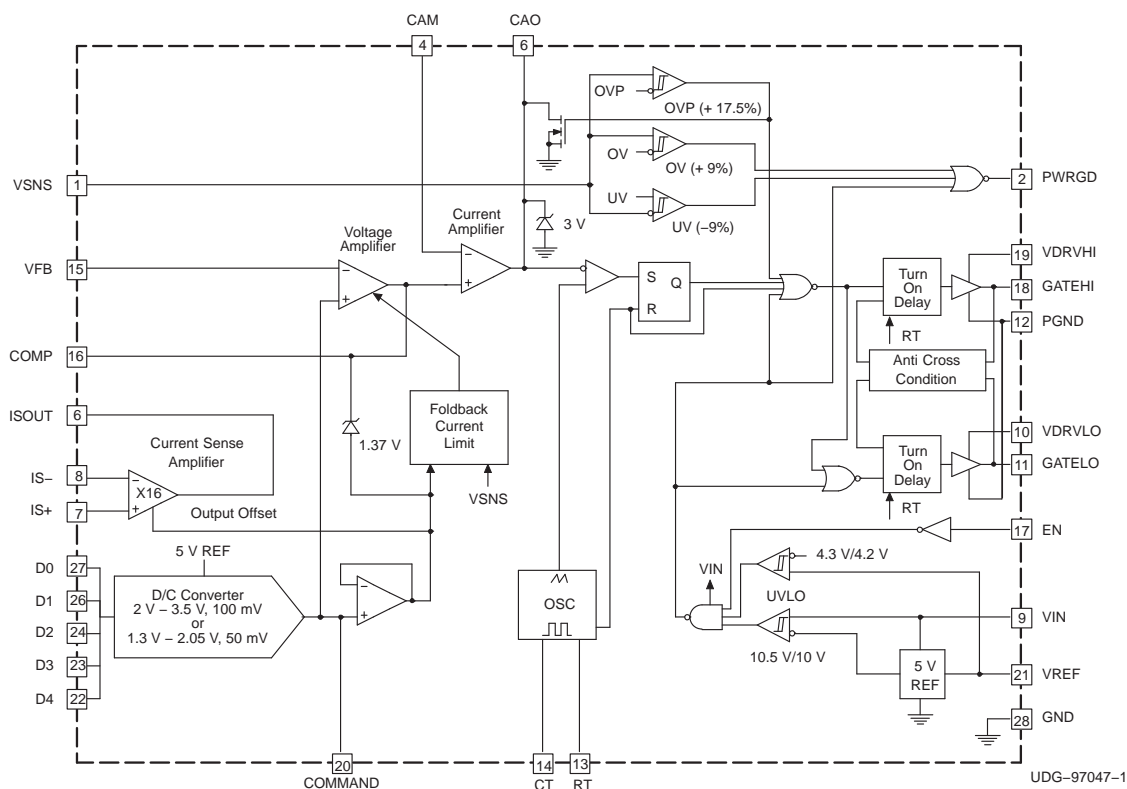 CAM
CAO
4
6
OVP
OVP (+ 17.5%)
OV
OV (+ 9%)
UV
UV (−9%)
VSNS
1
2
PWRGD
3 V
Voltage
Amplifier
Current
Amplifier
VFB
15
−
+
−
+
S
Q
R
Turn
On
Delay
RT
19
VDRVHI
18
GATEHI
12
PGND
COMP
16
Anti Cross
Condition
ISOUT
6
Foldback
Current
Limit
1.37 V
VSNS
Current Sense
Amplifier
IS−
8
−
X16
+
IS+
7
Output Offset
Turn
On
Delay
RT
10
VDRVLO
11
GATELO
17
EN
5 V REF
D0
27
D1
26
D2
24
D3
23
D4
22
D/C Converter
2 V − 3.5 V, 100 mV
or
1.3 V − 2.05 V, 50 mV
−
+
OSC
VIN
4.3 V/4.2 V
UVLO
10.5 V/10 V
5 V
REF
9
VIN
21
VREF
28
GND
20
COMMAND
14
CT
13
RT
UDG−97047−1